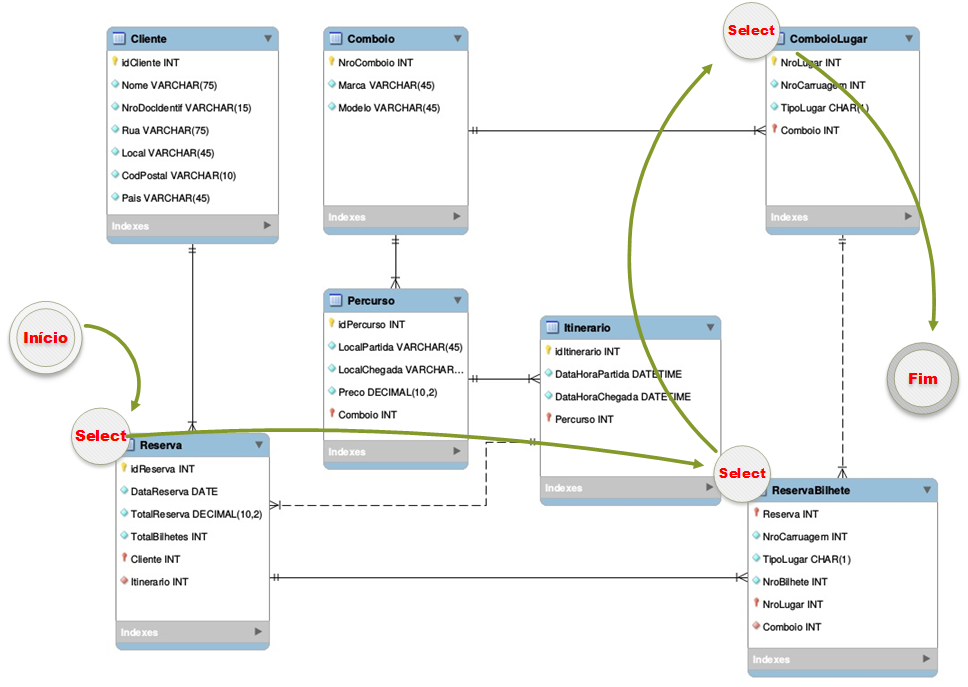 Cliente
idCliente INT
Nome VARCHAR(75)
NroDocIdentif VARCHAR(15)
Rua VARCHAR(75)
Local VARCHAR(45)
CodPostal VARCHAR(10)
Pais VARCHAR(45)
Indexes
Comboio
NroComboio INT
Marca VARCHAR(45)
Modelo VARCHAR(45)
Indexes
Select
ComboioLugar
NroLugar INT
NroCarruagem INT
TipoLugar CHAR(1)
Comboio INT
Indexes
Percurso
idPercurso INT
LocalPartida VARCHAR(45)
LocalChegada VARCHAR...
Preco DECIMAL(10,2)
Comboio INT
Indexes
Itinerario
idItinerario INT
DataHoraPartida DATETIME
DataHoraChegada DATETIME
Percurso INT
Indexes
Início
Fim
Select
Reserva
idReserva INT
DataReserva DATE
TotalReserva DECIMAL(10,2)
TotalBilhetes INT
Cliente INT
Itinerario INT
Indexes
Select
ReservaBilhete
Reserva INT
NroCarruagem INT
TipoLugar CHAR(1)
NroBilhete INT
NroLugar INT
Comboio INT
Indexes